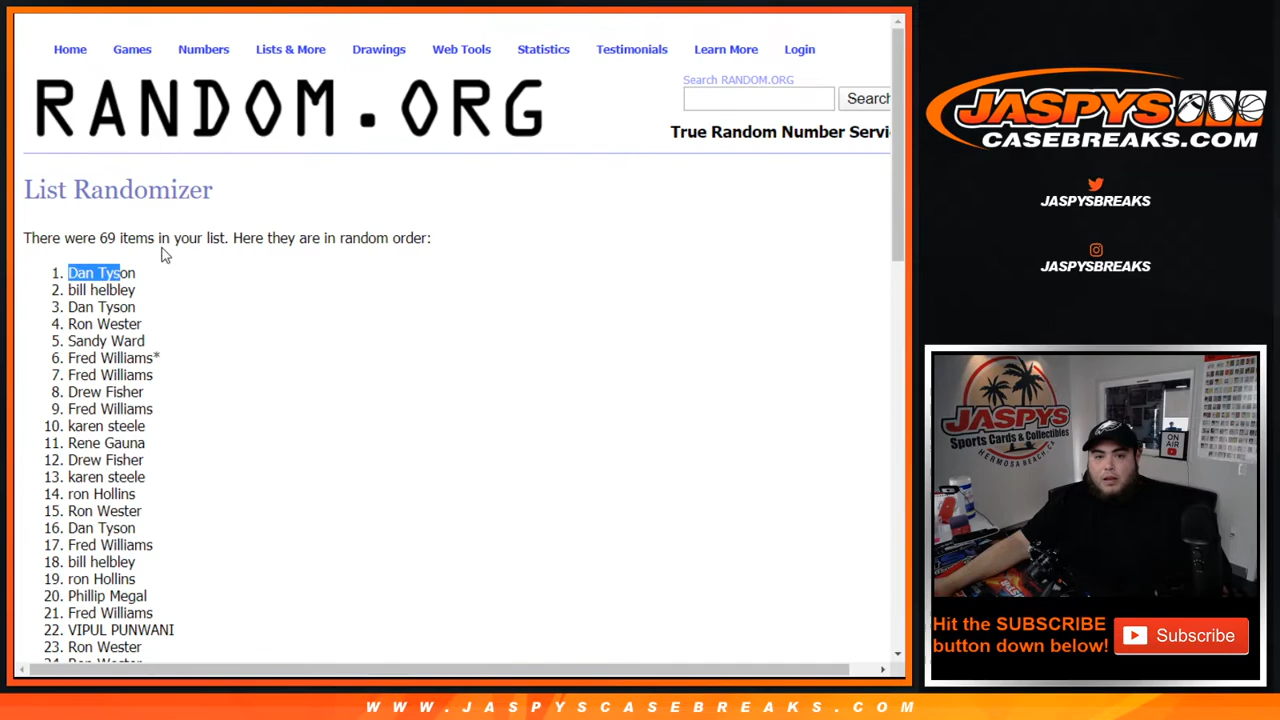 Home Games Numbers Lists & More Drawings Web Tools Statistics Testimonials Learn More Login
RANDOM.ORG
Search RANDOM.ORG
Search
True Random Number Servi
List Randomizer
There were 69 items in your list. Here they are in random order:
1. Dan Tyson
2. bill helbley
3. Dan Tyson
4. Ron Wester
5. Sandy Ward
6. Fred Williams*
7. Fred Williams
8. Drew Fisher
9. Fred Williams
10. karen steele
11. Rene Gauna
12. Drew Fisher
13. karen steele
14. ron Hollins
15. Ron Wester
16. Dan Tyson
17. Fred Williams
18. bill helbley
19. ron Hollins
20. Phillip Megal
21. Fred Williams
22. VIPUL PUNWANI
23. Ron Wester
JASPYS
CASEBREAKS.COM
JASPYSBREAKS
JASPYSBREAKS
JASPYS
Sports Cards & Collectibles
HERMOSA BEACH, CA
ON
AIR
Hit the SUBSCRIBE
button down below!
Subscribe
WWW.JASPYSCASEBREAKS.COM